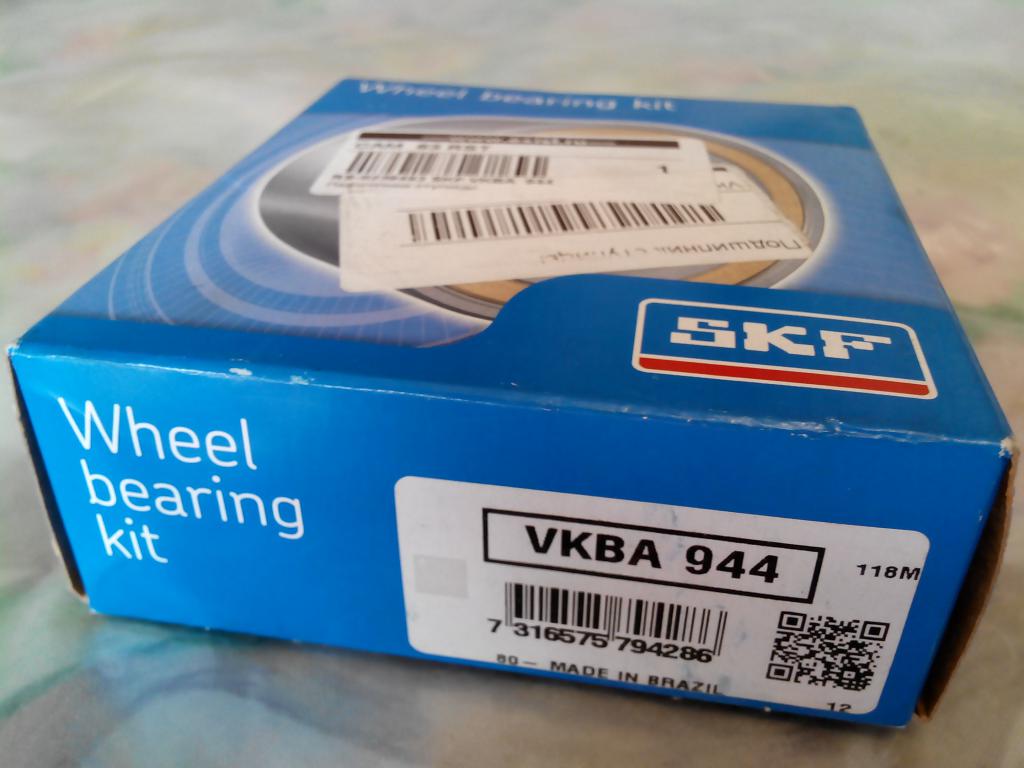 Wheel bearing kit
1
Подшипник ступицы
SKF
Wheel
bearing
kit
VKBA 944
118M
7 316575 794286
80- MADE IN BRAZIL
12